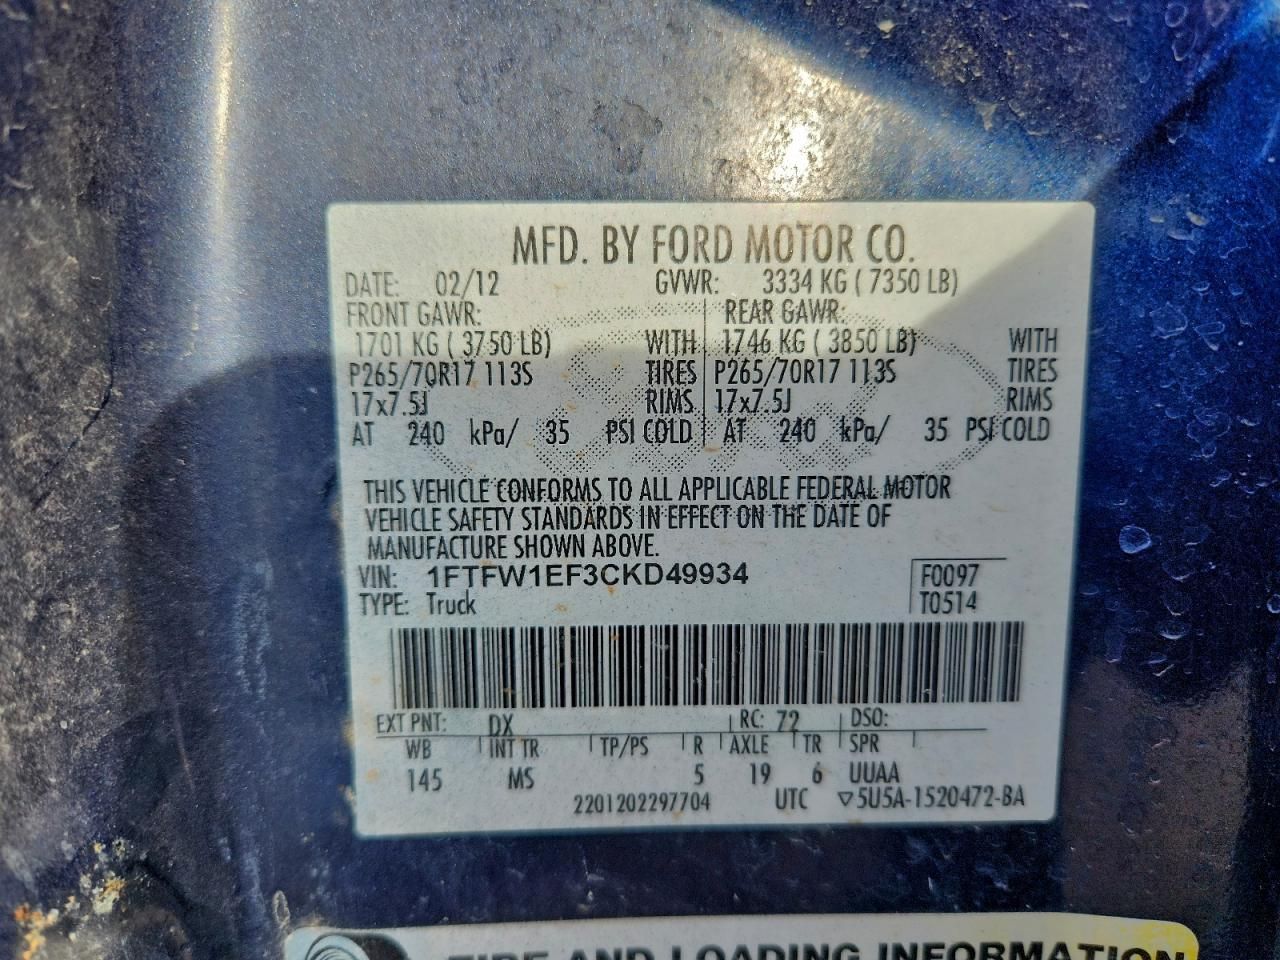 MFD. BY FORD MOTOR CO.
DATE: 02/12 GVWR: 3334 KG ( 7350 LB)
FRONT GAWR: REAR GAWR:
1701 KG ( 3750 LB) WITH 1746 KG ( 3850 LB) WITH
P265/70R17 113S TIRES P265/70R17 113S TIRES
17x7.5J RIMS 17x7.5J RIMS
AT 240 kPa/ 35 PSI COLD AT 240 kPa/ 35 PSI COLD
THIS VEHICLE CONFORMS TO ALL APPLICABLE FEDERAL MOTOR
VEHICLE SAFETY STANDARDS IN EFFECT ON THE DATE OF
MANUFACTURE SHOWN ABOVE.
VIN: 1FTFW1EF3CKD49934 F0097
TYPE: Truck T0514
EXT PNT: DX RC: 72 DSO:
WB INT TR TP/PS R AXLE TR SPR
145 MS 5 19 6 UUAA
2201202297704 UTC ▽5U5A-1520472-BA
TIRE AND LOADING INFORMATION